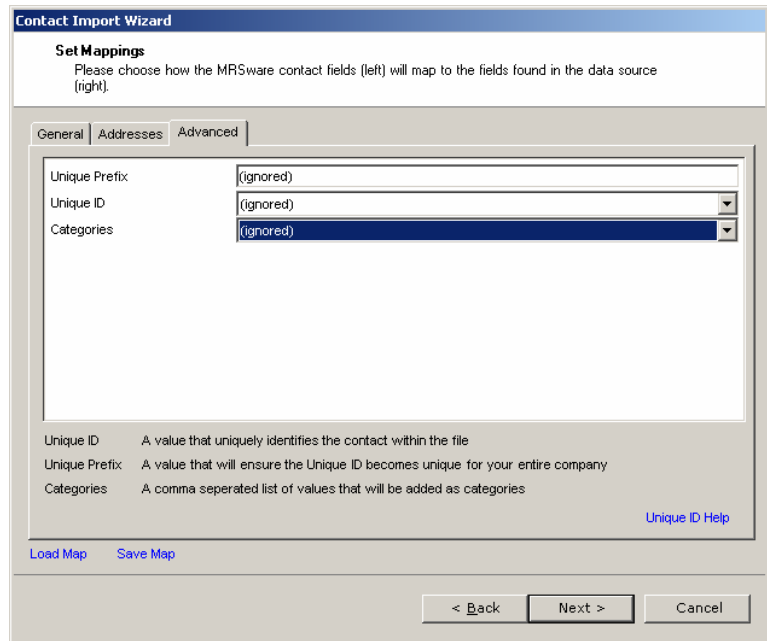 Contact Import Wizard
Set Mappings
Please choose how the MRSware contact fields (left) will map to the fields found in the data source
(right).
General Addresses Advanced
Unique Prefix (ignored)
Unique ID (ignored)
Categories (ignored)
Unique ID A value that uniquely identifies the contact within the file
Unique Prefix A value that will ensure the Unique ID becomes unique for your entire company
Categories A comma seperated list of values that will be added as categories
Unique ID Help
Load Map Save Map
< Back Next > Cancel